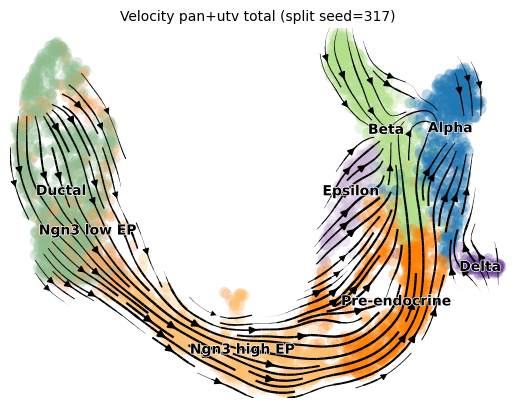 Velocity pan+utv total (split seed=317)
Beta
Alpha
Ductal
Epsilon
Ngn3 low EP
Delta
Pre-endocrine
Ngn3 high EP